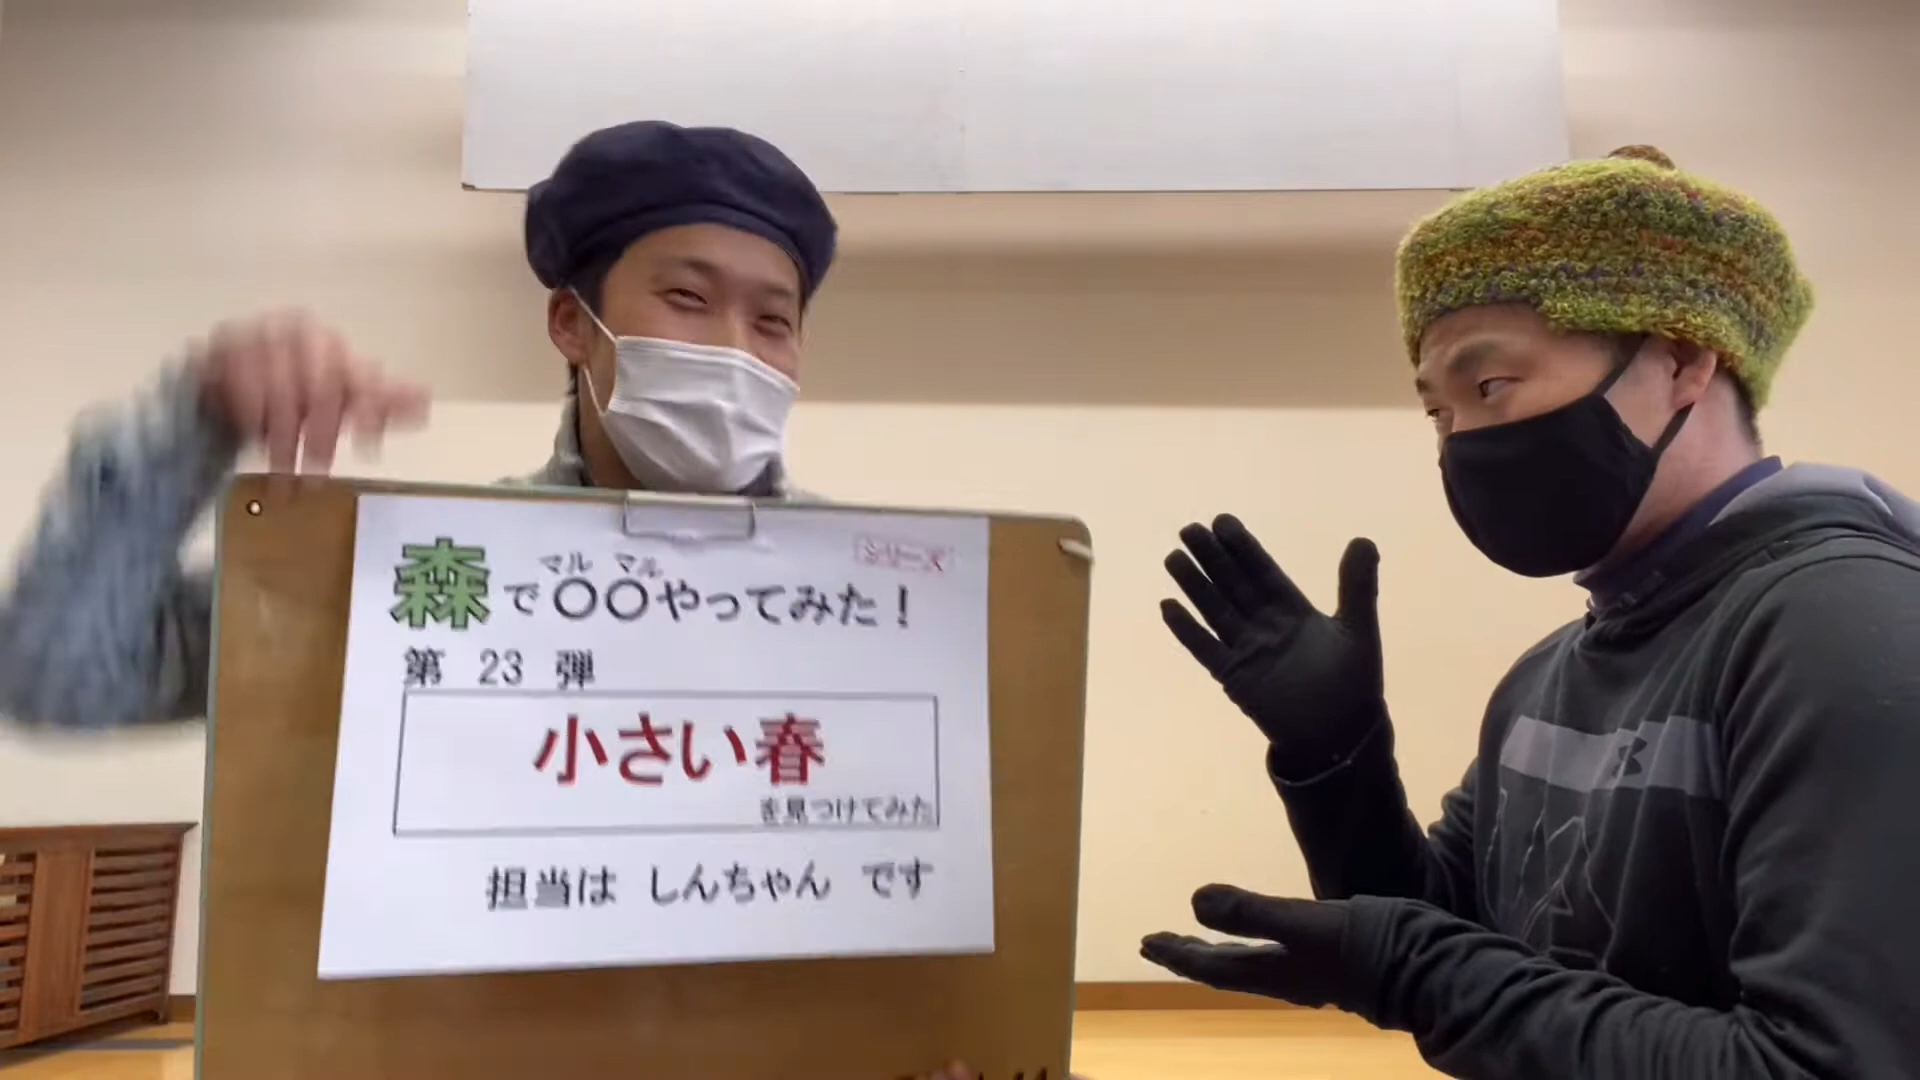 シリーズ
マル マル
森で〇〇やってみた!
第 23 弾
小さい春
を見つけてみた
担当は しんちゃん です